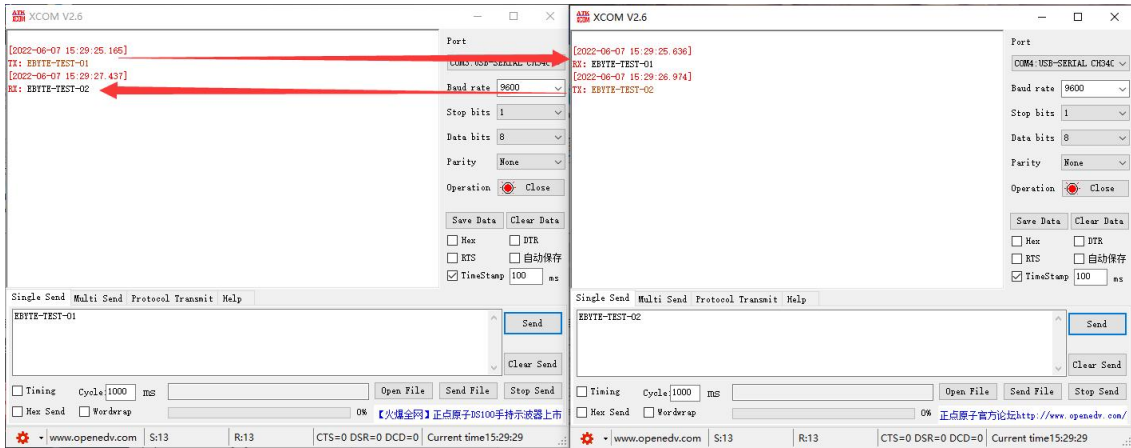 XCOM V2.6
[2022-06-07 15:29:25.165]
TX: EBYTE-TEST-01
[2022-06-07 15:29:27.437]
RX: EBYTE-TEST-02
Port
COM3:USB-SERIAL CH34C
Baud rate 9600
Stop bits 1
Data bits 8
Parity None
Operation Close
Save Data Clear Data
Hex DTR
RTS 自动保存
TimeStamp 100 ms
Single Send Multi Send Protocol Transmit Help
EBYTE-TEST-01
Send
Clear Send
Timing Cycle: 1000 ms Open File Send File Stop Send
Hex Send Wordwrap 0% 【火爆全网】正点原子DS100手持示波器上市
www.openedv.com S:13 R:13 CTS=0 DSR=0 DCD=0 Current time15:29:29
XCOM V2.6
[2022-06-07 15:29:25.636]
RX: EBYTE-TEST-01
[2022-06-07 15:29:26.974]
TX: EBYTE-TEST-02
Port
COM4:USB-SERIAL CH34C
Baud rate 9600
Stop bits 1
Data bits 8
Parity None
Operation Close
Save Data Clear Data
Hex DTR
RTS 自动保存
TimeStamp 100 ms
Single Send Multi Send Protocol Transmit Help
EBYTE-TEST-02
Send
Clear Send
Timing Cycle: 1000 ms Open File Send File Stop Send
Hex Send Wordwrap 0% 正点原子官方论坛http://www.openedv.com/
www.openedv.com S:13 R:13 CTS=0 DSR=0 DCD=0 Current time15:29:29